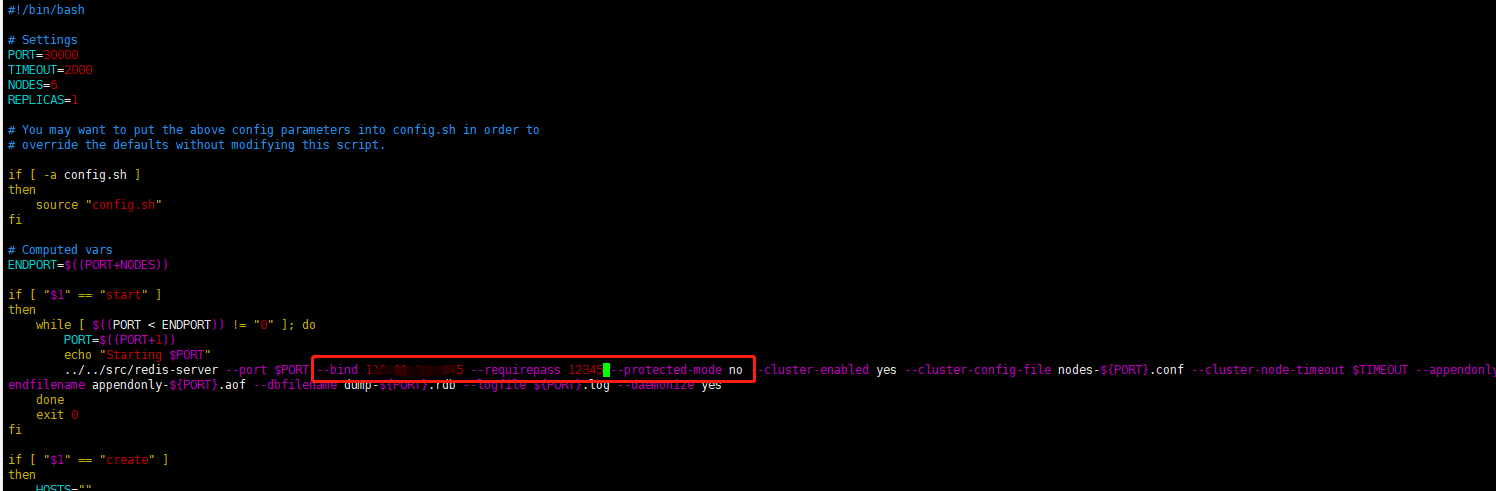 #!/bin/bash
# Settings
PORT=30000
TIMEOUT=2000
NODES=6
REPLICAS=1
# You may want to put the above config parameters into config.sh in order to
# override the defaults without modifying this script.
if [ -a config.sh ]
then
source "config.sh"
fi
# Computed vars
ENDPORT=$((PORT+NODES))
if [ "$1" == "start" ]
then
while [ $((PORT < ENDPORT)) != "0" ]; do
PORT=$((PORT+1))
echo "Starting $PORT"
../../src/redis-server --port $PORT --bind --requirepass 12345 --protected-mode no --cluster-enabled yes --cluster-config-file nodes-${PORT}.conf --cluster-node-timeout $TIMEOUT --appendonly
endfilename appendonly-${PORT}.aof --dbfilename dump-${PORT}.rdb --logfile ${PORT}.log --daemonize yes
done
exit 0
fi
if [ "$1" == "create" ]
then
HOSTS=""